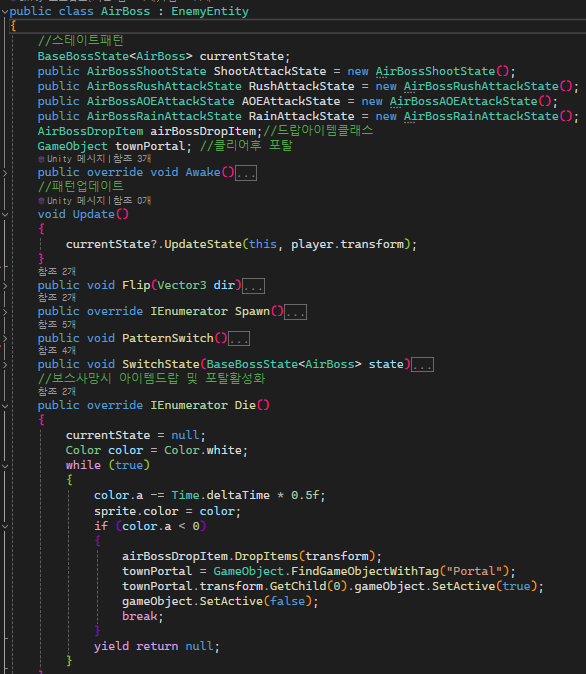 public class AirBoss : EnemyEntity
{
//스테이트패턴
BaseBossState<AirBoss> currentState;
public AirBossShootState ShootAttackState = new AirBossShootState();
public AirBossRushAttackState RushAttackState = new AirBossRushAttackState();
public AirBossAOEAttackState AOEAttackState = new AirBossAOEAttackState();
public AirBossRainAttackState RainAttackState = new AirBossRainAttackState();
AirBossDropItem airBossDropItem;//드랍아이템클래스
GameObject townPortal; //클리어후 포탈
Unity 메시지|참조 3개
public override void Awake()...
//패턴업데이트
Unity 메시지|참조 0개
void Update()
{
currentState?.UpdateState(this, player.transform);
}
참조 2개
public void Flip(Vector3 dir)...
참조 2개
public override IEnumerator Spawn()...
참조 5개
public void PatternSwitch()...
참조 4개
public void SwitchState(BaseBossState<AirBoss> state)...
//보스사망시 아이템드랍 및 포탈활성화
참조 2개
public override IEnumerator Die()
{
currentState = null;
Color color = Color.white;
while (true)
{
color.a -= Time.deltaTime * 0.5f;
sprite.color = color;
if (color.a < 0)
{
airBossDropItem.DropItems(transform);
townPortal = GameObject.FindGameObjectWithTag("Portal");
townPortal.transform.GetChild(0).gameObject.SetActive(true);
gameObject.SetActive(false);
break;
}
yield return null;
}